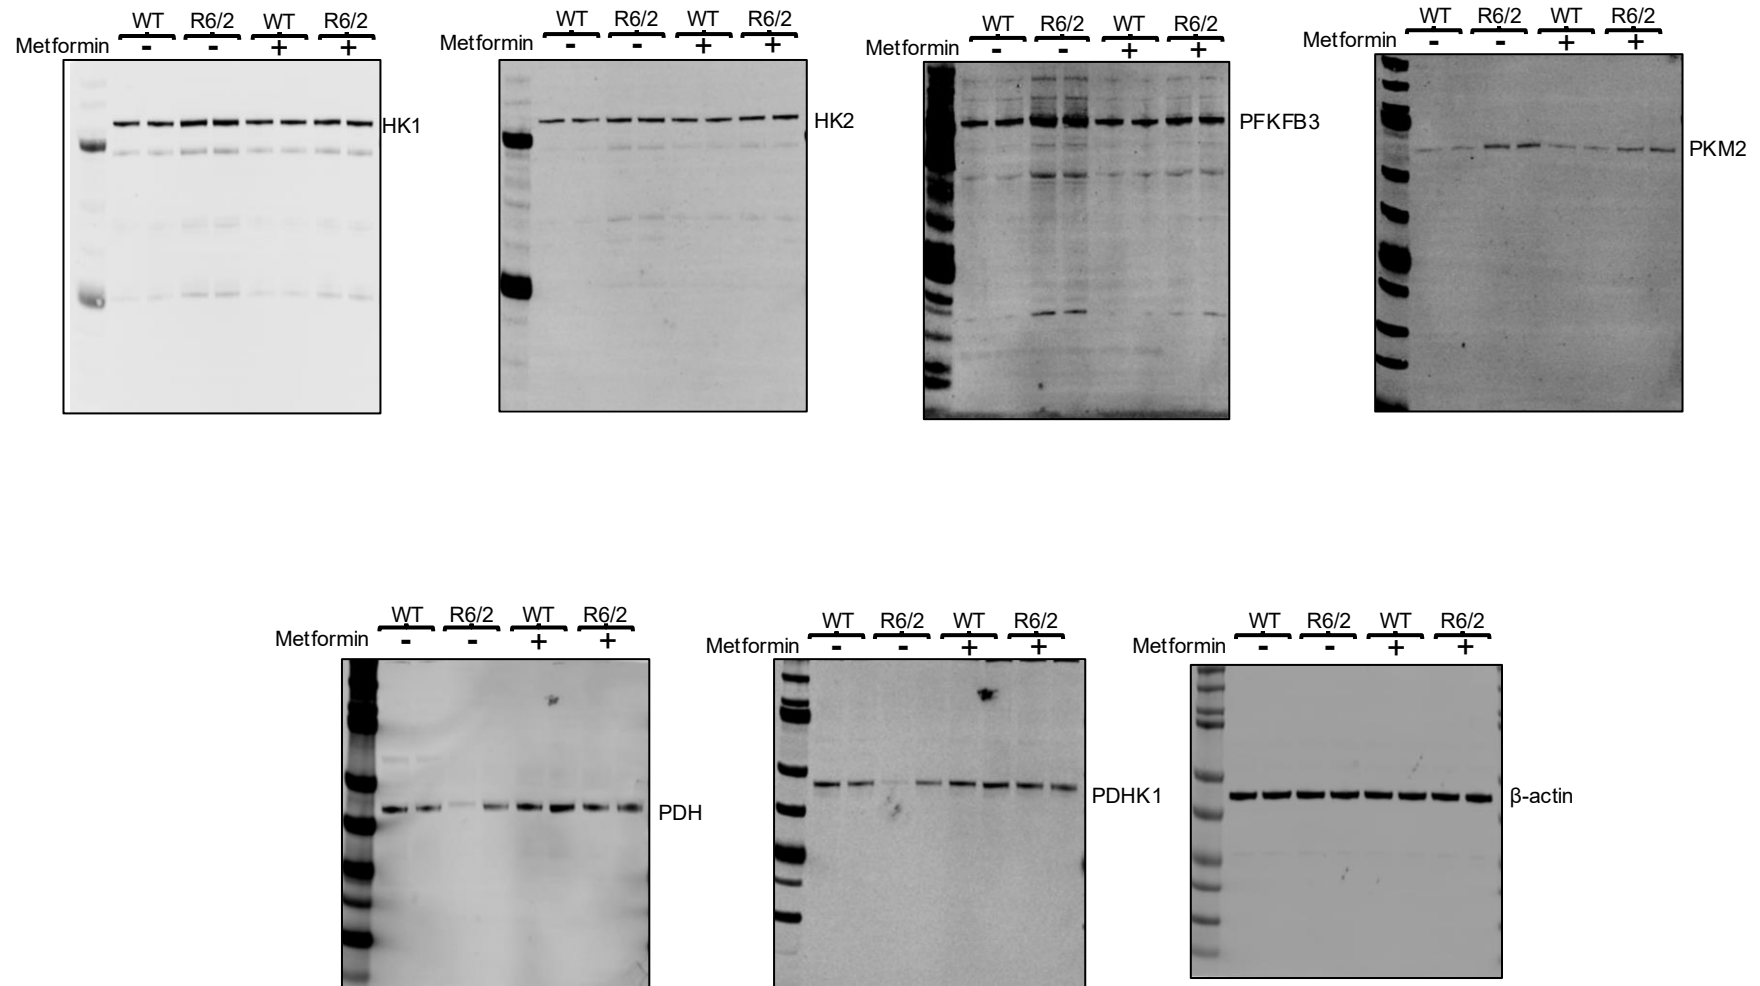 WT R6/2 WT R6/2
Metformin - - + +
HK1
WT R6/2 WT R6/2
Metformin - - + +
HK2
WT R6/2 WT R6/2
Metformin - - + +
PFKFB3
WT R6/2 WT R6/2
Metformin - - + +
PKM2
WT R6/2 WT R6/2
Metformin - - + +
PDH
WT R6/2 WT R6/2
Metformin - - + +
PDHK1
WT R6/2 WT R6/2
Metformin - - + +
β-actin